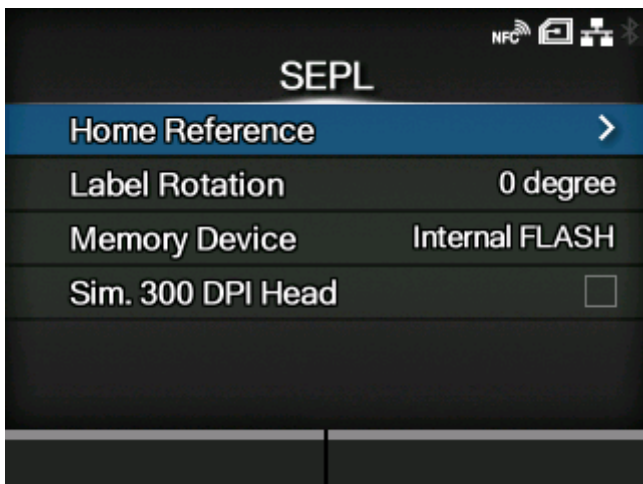 NFC
SEPL
Home Reference
Label Rotation 0 degree
Memory Device Internal FLASH
Sim. 300 DPI Head